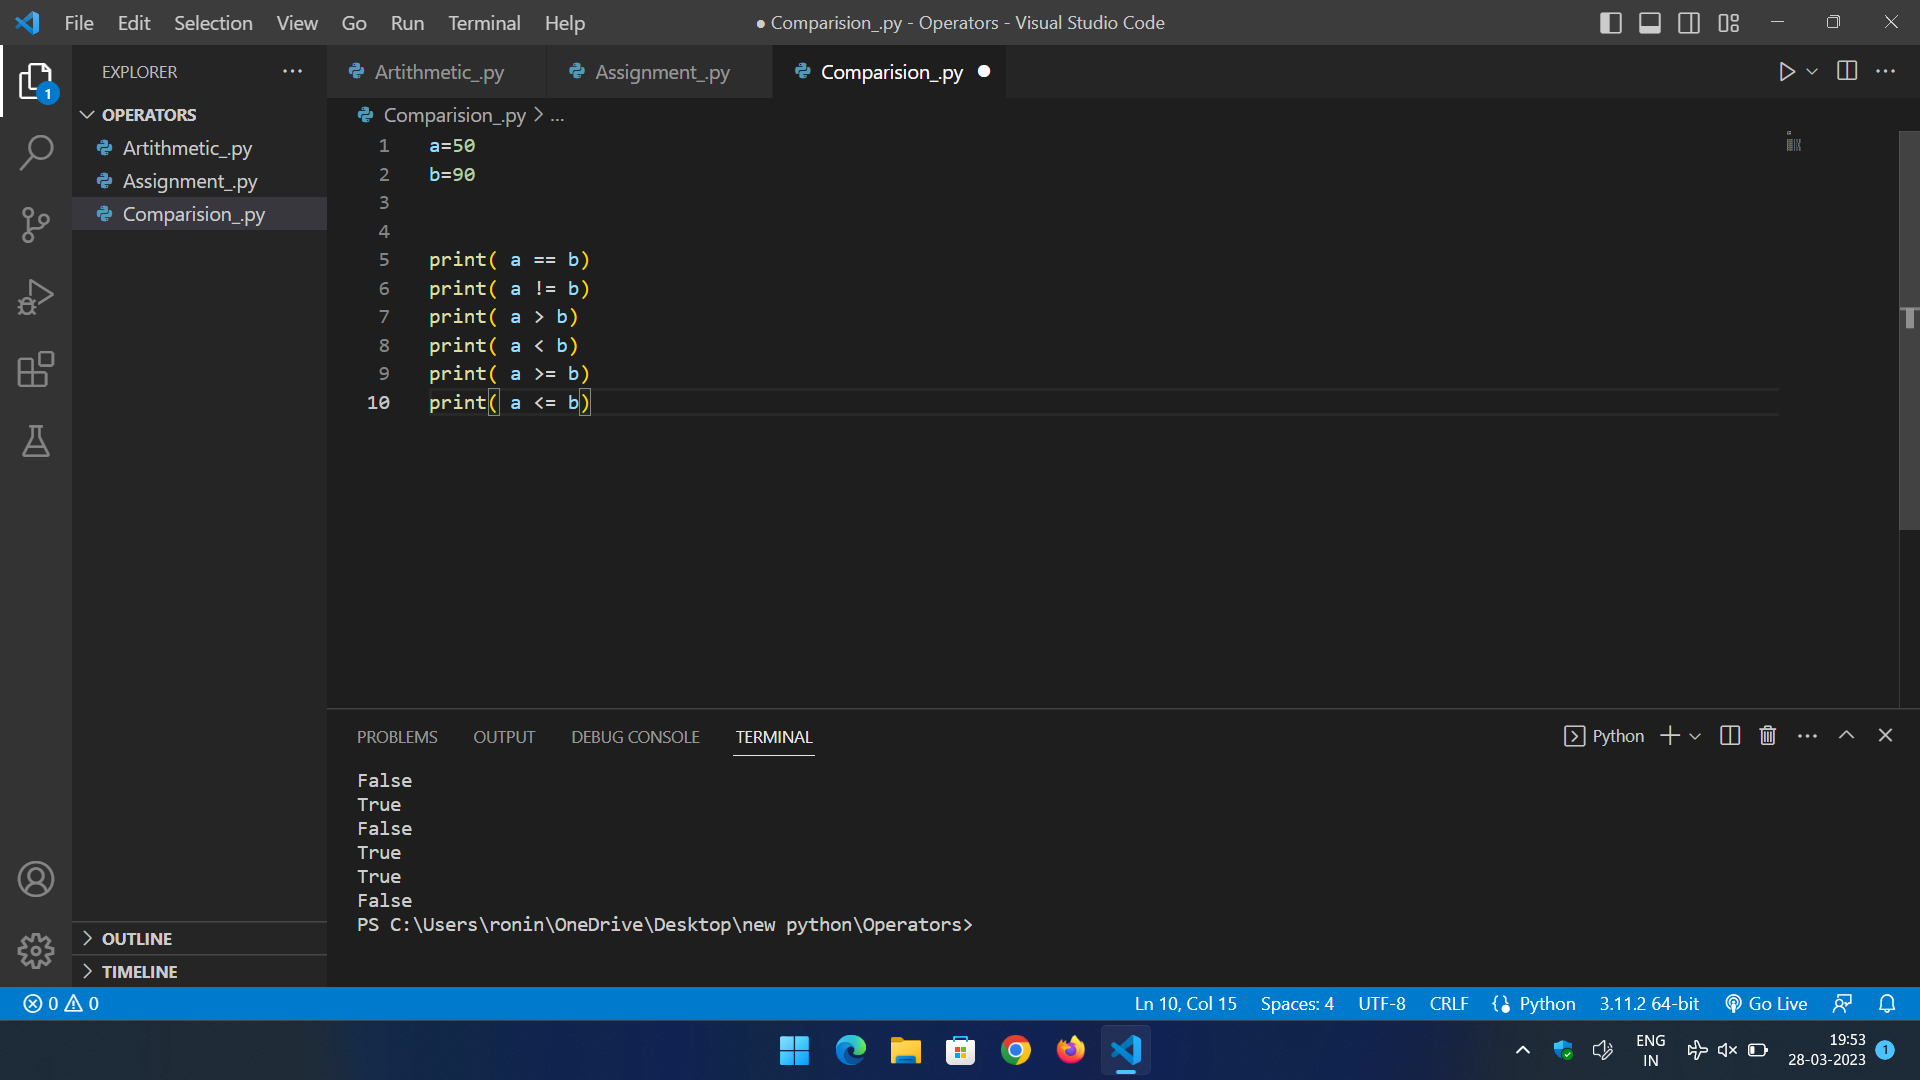 File Edit Selection View Go Run Terminal Help
● Comparision_.py - Operators - Visual Studio Code
1
EXPLORER
OPERATORS
Artithmetic_.py
Assignment_.py
Comparision_.py
OUTLINE
TIMELINE
Artithmetic_.py Assignment_.py Comparision_.py ●
Comparision_.py > ...
1 a=50
2 b=90
3
4
5 print( a == b)
6 print( a != b)
7 print( a > b)
8 print( a < b)
9 print( a >= b)
10 print( a <= b)
PROBLEMS OUTPUT DEBUG CONSOLE TERMINAL
Python
False
True
False
True
True
False
PS C:\Users\ronin\OneDrive\Desktop\new python\Operators>
0 0
Ln 10, Col 15 Spaces: 4 UTF-8 CRLF Python 3.11.2 64-bit Go Live
ENG
IN
19:53
28-03-2023
1